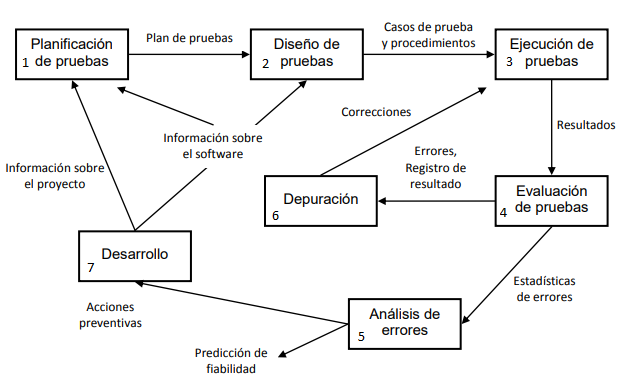 Planificación
1 de pruebas
Plan de pruebas
Diseño de
2 pruebas
Casos de prueba
y procedimientos
Ejecución de
3 pruebas
Correcciones
Resultados
Información sobre
el software
Información sobre
el proyecto
Errores,
Registro de
resultado
Depuración
6
Evaluación
4 de pruebas
Desarrollo
7
Estadísticas
de errores
Acciones
preventivas
Análisis de
5 errores
Predicción de
fiabilidad